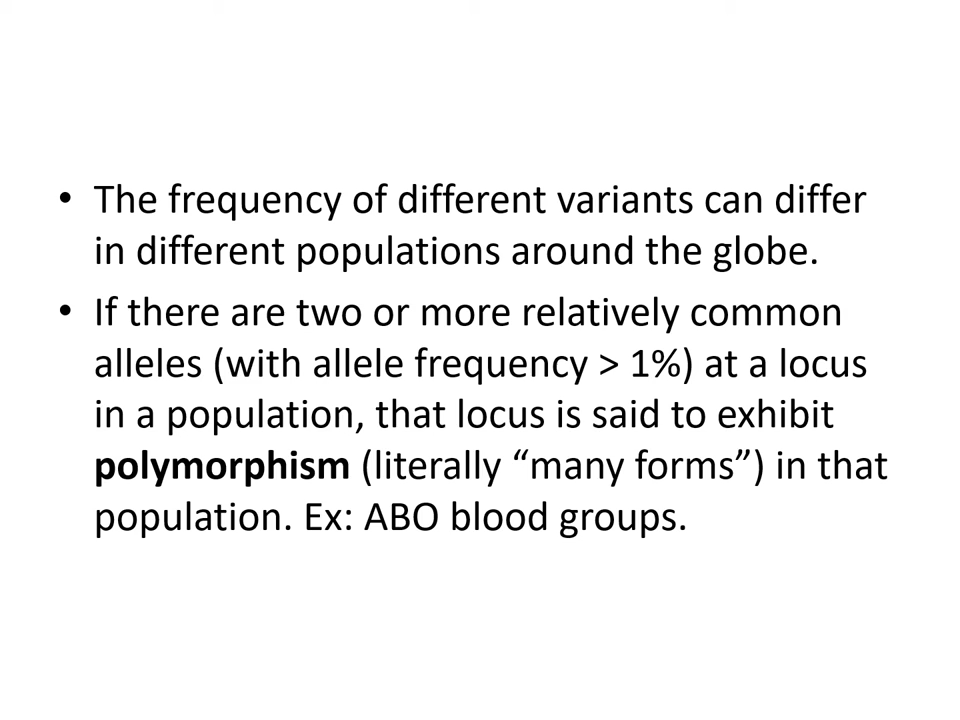 • The frequency of different variants can differ
in different populations around the globe.
• If there are two or more relatively common
alleles (with allele frequency > 1%) at a locus
in a population, that locus is said to exhibit
polymorphism (literally “many forms”) in that
population. Ex: ABO blood groups.